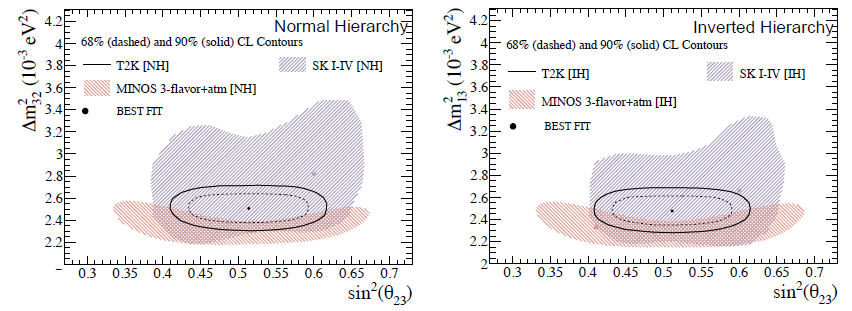 Normal Hierarchy
68% (dashed) and 90% (solid) CL Contours
T2K [NH]
SK I-IV [NH]
MINOS 3-flavor+atm [NH]
BEST FIT
Δm²₃₂ (10⁻³ eV²)
4.2
4
3.8
3.6
3.4
3.2
3
2.8
2.6
2.4
2.2
0.3 0.35 0.4 0.45 0.5 0.55 0.6 0.65 0.7
sin²(θ₂₃)
Inverted Hierarchy
68% (dashed) and 90% (solid) CL Contours
T2K [IH]
SK I-IV [IH]
MINOS 3-flavor+atm [IH]
BEST FIT
Δm²₁₃ (10⁻³ eV²)
4.2
4
3.8
3.6
3.4
3.2
3
2.8
2.6
2.4
2.2
2
0.3 0.35 0.4 0.45 0.5 0.55 0.6 0.65 0.7
sin²(θ₂₃)